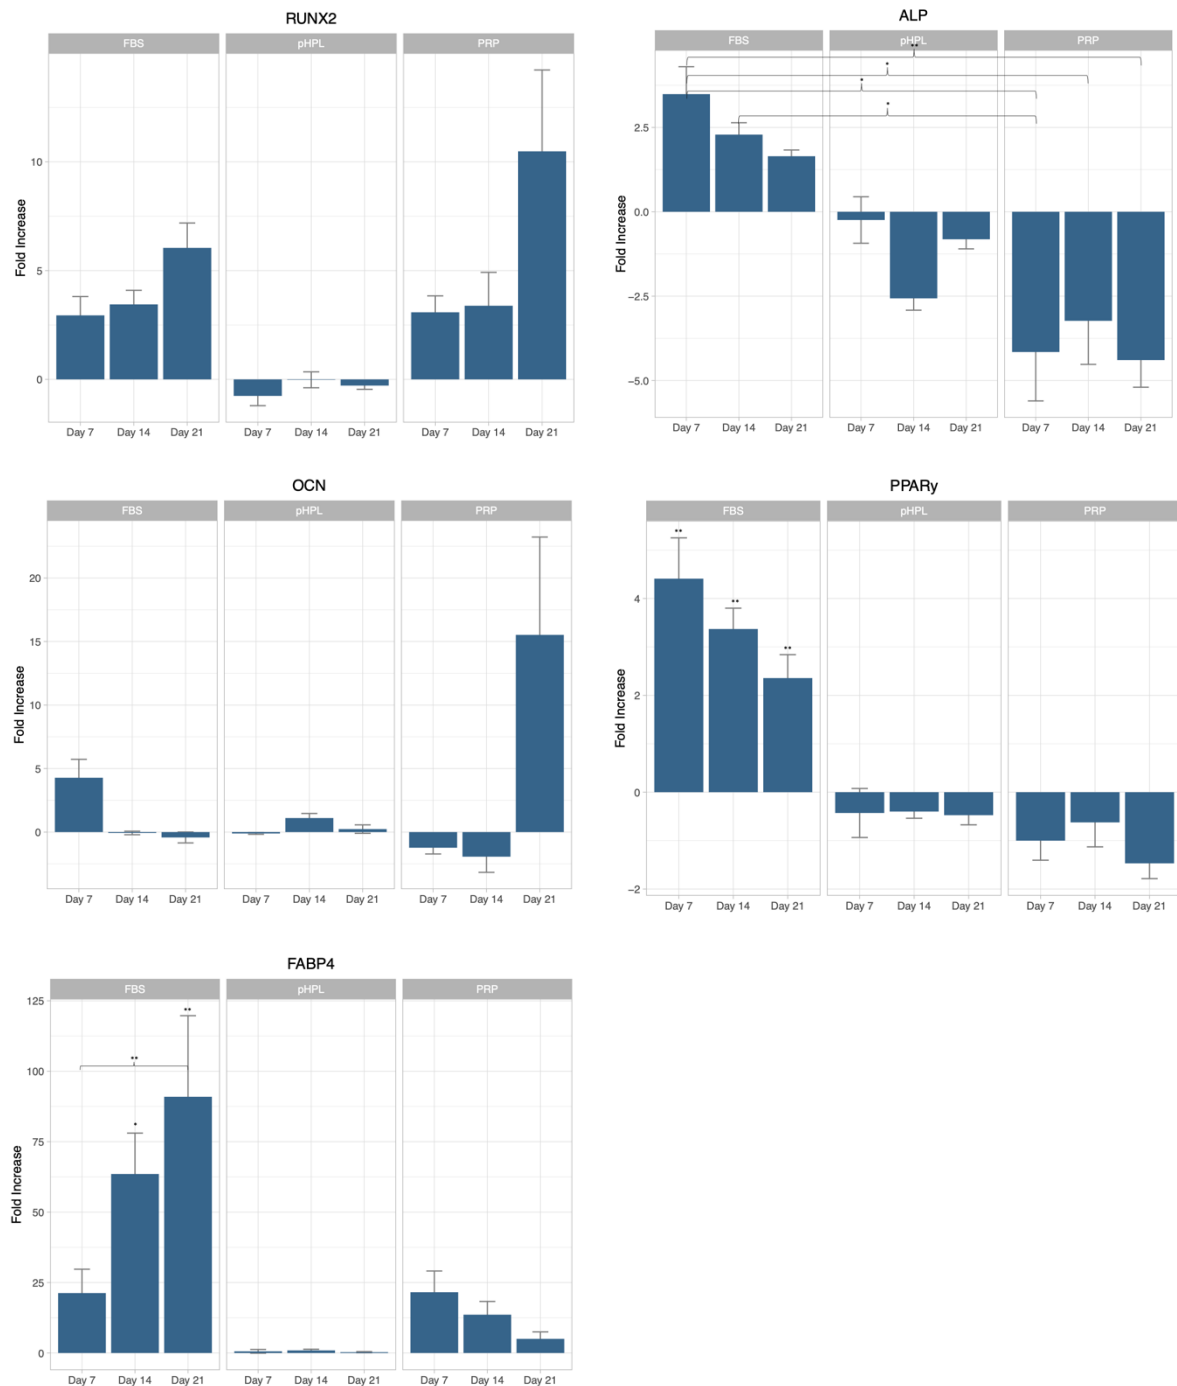 RUNX2
FBS pHPL PRP
Fold Increase
10
5
0
Day 7 Day 14 Day 21 Day 7 Day 14 Day 21 Day 7 Day 14 Day 21
ALP
FBS pHPL PRP
**
*
*
*
Fold Increase
2.5
0.0
−2.5
−5.0
Day 7 Day 14 Day 21 Day 7 Day 14 Day 21 Day 7 Day 14 Day 21
OCN
FBS pHPL PRP
Fold Increase
20
15
10
5
0
Day 7 Day 14 Day 21 Day 7 Day 14 Day 21 Day 7 Day 14 Day 21
PPARy
FBS pHPL PRP
**
**
**
Fold Increase
4
2
0
−2
Day 7 Day 14 Day 21 Day 7 Day 14 Day 21 Day 7 Day 14 Day 21
FABP4
FBS pHPL PRP
**
**
*
Fold Increase
125
100
75
50
25
0
Day 7 Day 14 Day 21 Day 7 Day 14 Day 21 Day 7 Day 14 Day 21